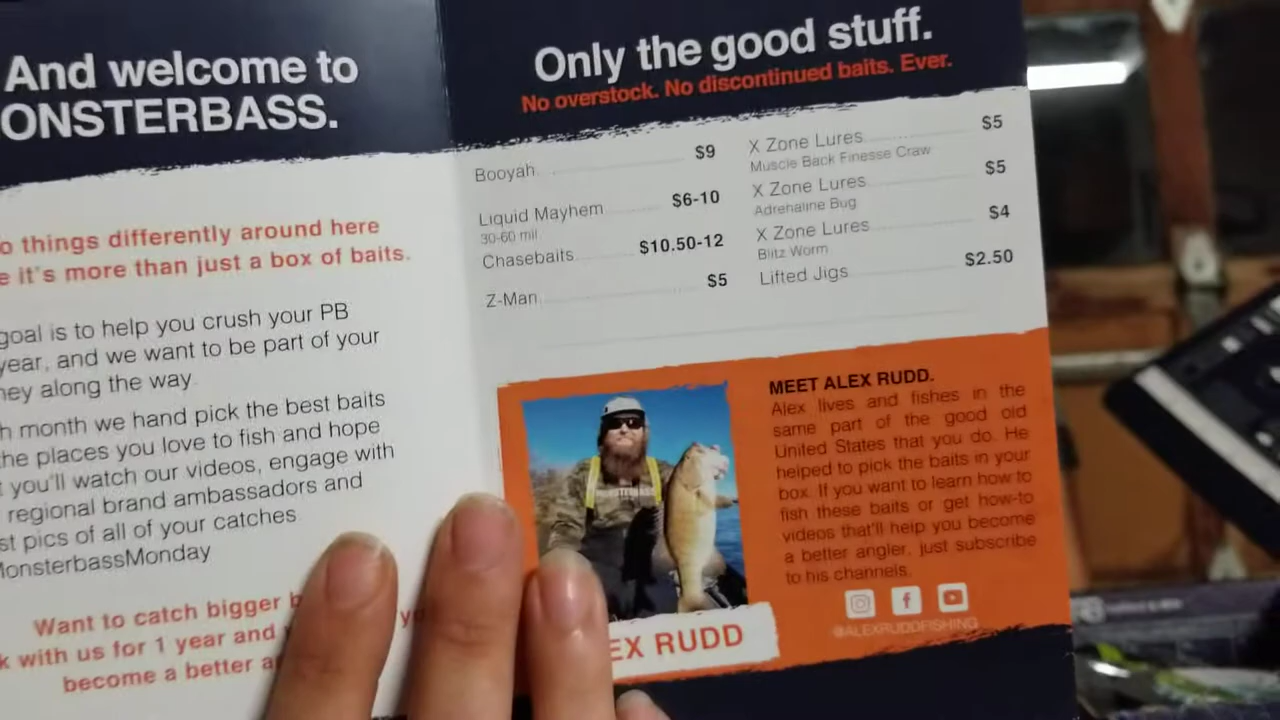 And welcome to
ONSTERBASS.
things differently around here
it's more than just a box of baits.
goal is to help you crush your PB
year, and we want to be part of your
along the way.
month we hand pick the best baits
the places you love to fish and hope
you'll watch our videos, engage with
regional brand ambassadors and
pics of all of your catches
MonsterbassMonday
Want to catch bigger
with us for 1 year and
become a better
Only the good stuff.
No overstock. No discontinued baits. Ever.
Booyah $9
Liquid Mayhem $6-10
30-60 mil
Chasebaits $10.50-12
Z-Man $5
X Zone Lures $5
Muscle Back Finesse Craw
X Zone Lures $5
Adrenaline Bug
X Zone Lures $4
Blitz Worm
Lifted Jigs $2.50
MEET ALEX RUDD.
Alex lives and fishes in the
same part of the good old
United States that you do. He
helped to pick the baits in your
box. If you want to learn how to
fish these baits or get how-to
videos that'll help you become
a better angler, just subscribe
to his channels.
@ALEXRUDDFISHING
EX RUDD